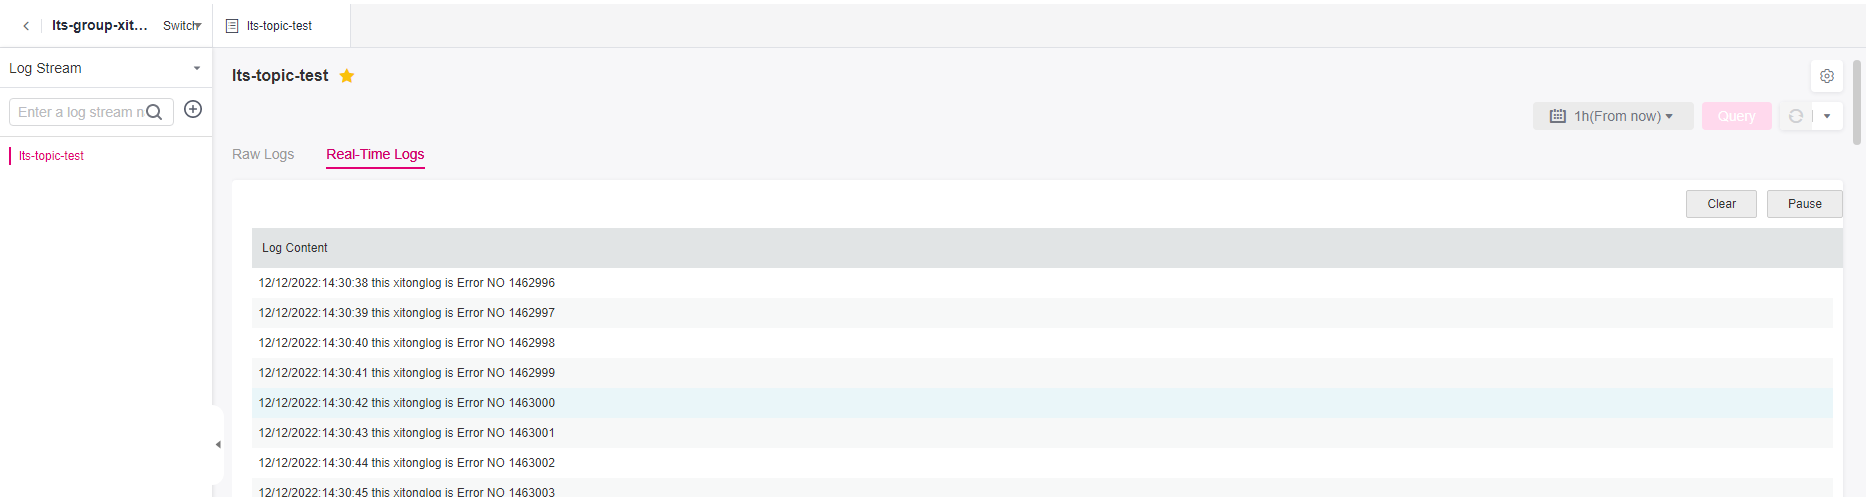 lts-group-xit... Switch
lts-topic-test
Log Stream
Enter a log stream n
lts-topic-test
lts-topic-test
1h(From now)
Query
Raw Logs
Real-Time Logs
Clear
Pause
Log Content
12/12/2022:14:30:38 this xitonglog is Error NO 1462996
12/12/2022:14:30:39 this xitonglog is Error NO 1462997
12/12/2022:14:30:40 this xitonglog is Error NO 1462998
12/12/2022:14:30:41 this xitonglog is Error NO 1462999
12/12/2022:14:30:42 this xitonglog is Error NO 1463000
12/12/2022:14:30:43 this xitonglog is Error NO 1463001
12/12/2022:14:30:44 this xitonglog is Error NO 1463002
12/12/2022:14:30:45 this xitonglog is Error NO 1463003